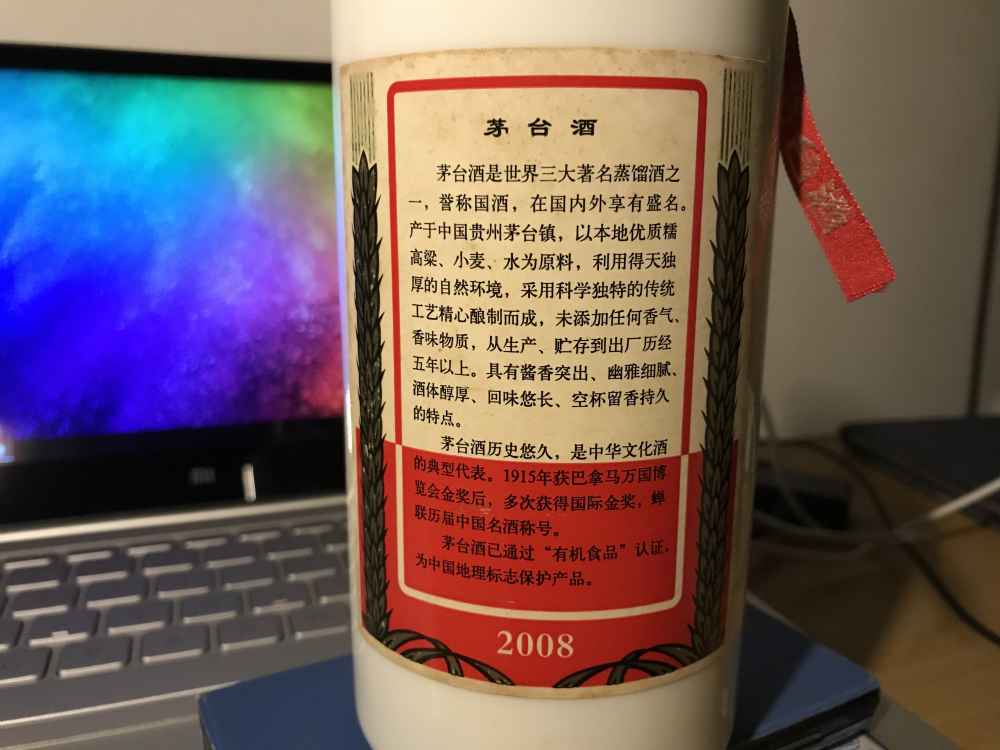 茅台酒
茅台酒是世界三大著名蒸馏酒之
一，誉称国酒，在国内外享有盛名。
产于中国贵州茅台镇，以本地优质糯
高粱、小麦、水为原料，利用得天独
厚的自然环境，采用科学独特的传统
工艺精心酿制而成，未添加任何香气、
香味物质，从生产、贮存到出厂历经
五年以上。具有酱香突出、幽雅细腻、
酒体醇厚、回味悠长、空杯留香持久
的特点。
茅台酒历史悠久，是中华文化酒
的典型代表。1915年获巴拿马万国博
览会金奖后，多次获得国际金奖，蝉
联历届中国名酒称号。
茅台酒已通过“有机食品”认证，
为中国地理标志保护产品。
2008
mi